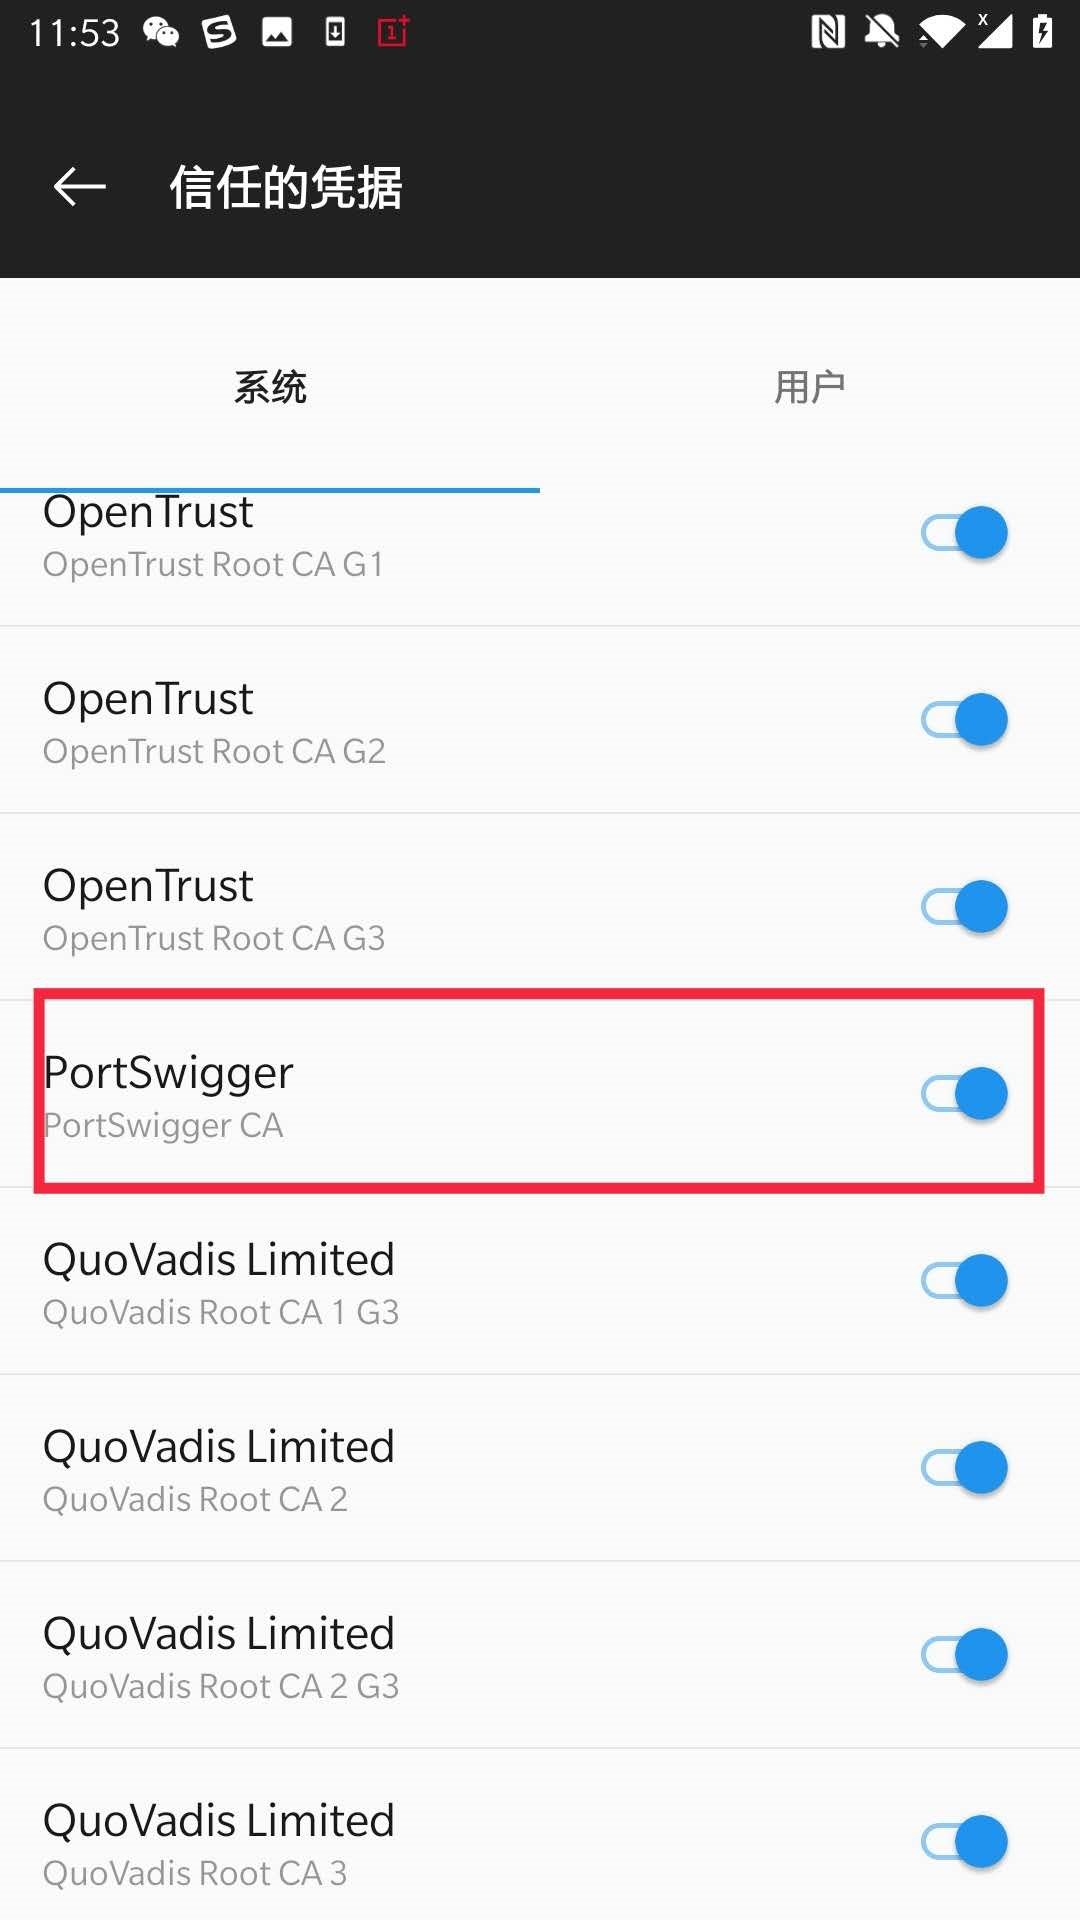 11:53
信任的凭据
系统
用户
OpenTrust
OpenTrust Root CA G1
OpenTrust
OpenTrust Root CA G2
OpenTrust
OpenTrust Root CA G3
PortSwigger
PortSwigger CA
QuoVadis Limited
QuoVadis Root CA 1 G3
QuoVadis Limited
QuoVadis Root CA 2
QuoVadis Limited
QuoVadis Root CA 2 G3
QuoVadis Limited
QuoVadis Root CA 3